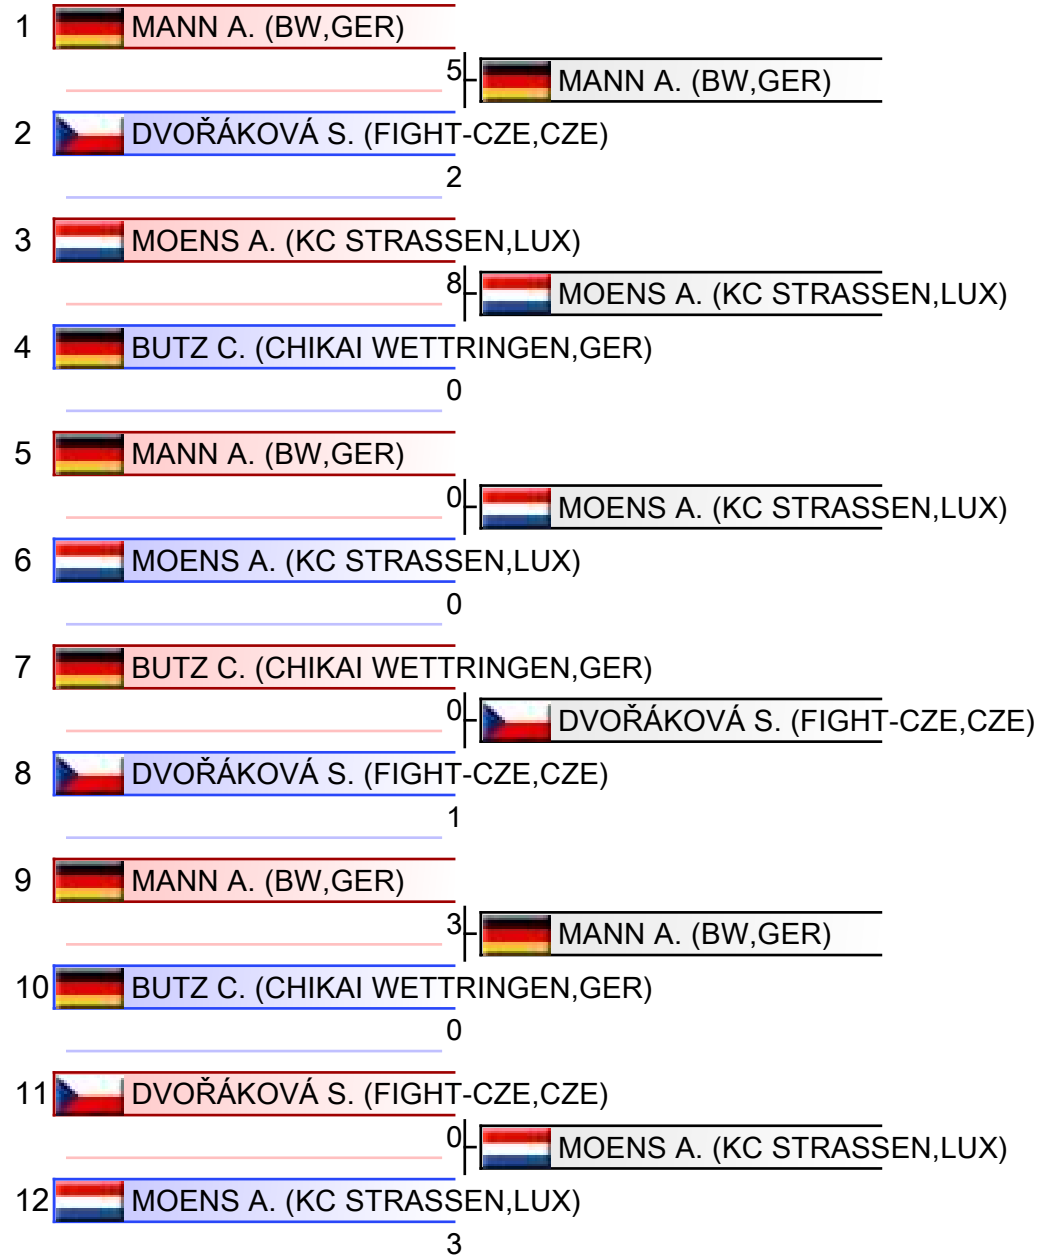 1 MANN A. (BW,GER)
5 MANN A. (BW,GER)
2 DVOŘÁKOVÁ S. (FIGHT-CZE,CZE)
2
3 MOENS A. (KC STRASSEN,LUX)
8 MOENS A. (KC STRASSEN,LUX)
4 BUTZ C. (CHIKAI WETTRINGEN,GER)
0
5 MANN A. (BW,GER)
0 MOENS A. (KC STRASSEN,LUX)
6 MOENS A. (KC STRASSEN,LUX)
0
7 BUTZ C. (CHIKAI WETTRINGEN,GER)
0 DVOŘÁKOVÁ S. (FIGHT-CZE,CZE)
8 DVOŘÁKOVÁ S. (FIGHT-CZE,CZE)
1
9 MANN A. (BW,GER)
3 MANN A. (BW,GER)
10 BUTZ C. (CHIKAI WETTRINGEN,GER)
0
11 DVOŘÁKOVÁ S. (FIGHT-CZE,CZE)
0 MOENS A. (KC STRASSEN,LUX)
12 MOENS A. (KC STRASSEN,LUX)
3